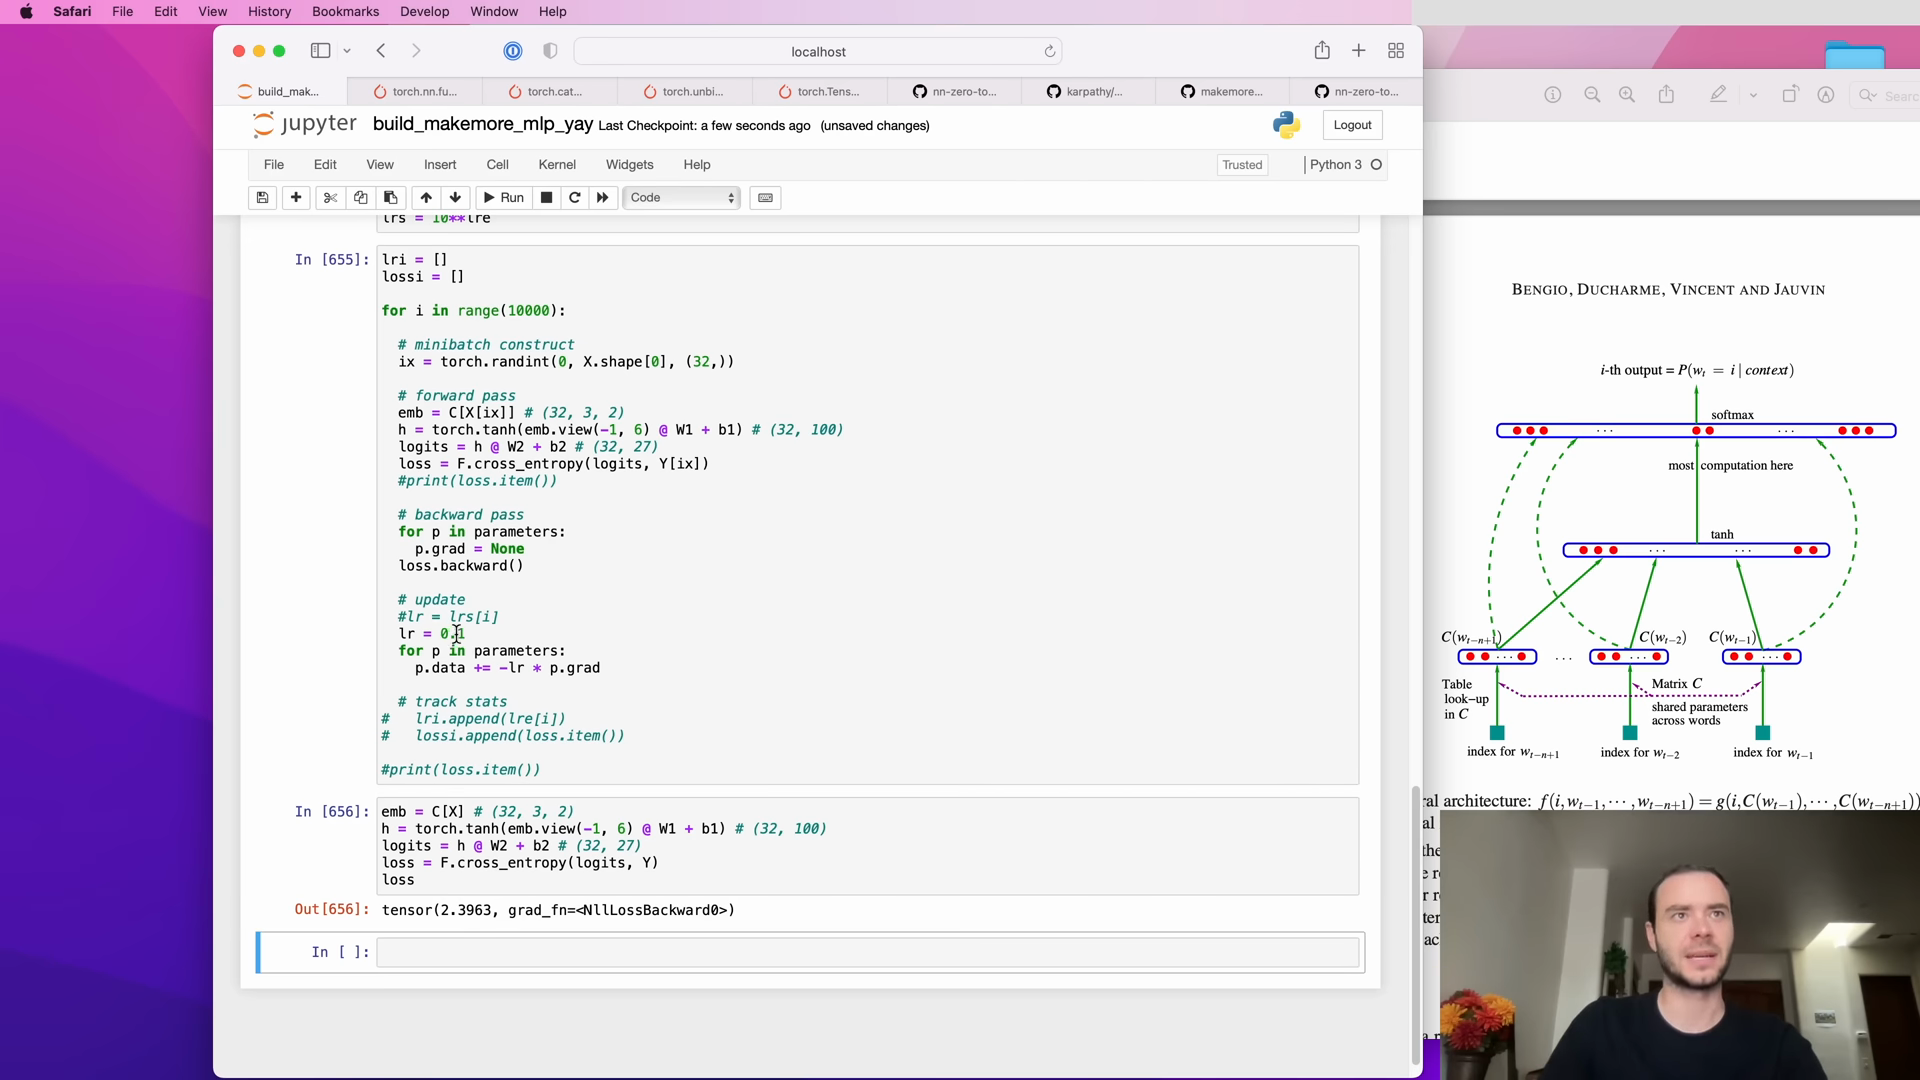 Safari File Edit View History Bookmarks Develop Window Help
localhost
build_mak... torch.nn.fu... torch.cat... torch.unbi... torch.Tens... nn-zero-to... karpathy/... makemore... nn-zero-to...
jupyter build_makemore_mlp_yay Last Checkpoint: a few seconds ago (unsaved changes) Logout
File Edit View Insert Cell Kernel Widgets Help Trusted Python 3
Run Code
lrs = 10**lre
In [655]: lri = []
lossi = []
for i in range(10000):
# minibatch construct
ix = torch.randint(0, X.shape[0], (32,))
# forward pass
emb = C[X[ix]] # (32, 3, 2)
h = torch.tanh(emb.view(-1, 6) @ W1 + b1) # (32, 100)
logits = h @ W2 + b2 # (32, 27)
loss = F.cross_entropy(logits, Y[ix])
#print(loss.item())
# backward pass
for p in parameters:
p.grad = None
loss.backward()
# update
#lr = lrs[i]
lr = 0.1
for p in parameters:
p.data += -lr * p.grad
# track stats
#   lri.append(lre[i])
#   lossi.append(loss.item())
#print(loss.item())
In [656]: emb = C[X] # (32, 3, 2)
h = torch.tanh(emb.view(-1, 6) @ W1 + b1) # (32, 100)
logits = h @ W2 + b2 # (32, 27)
loss = F.cross_entropy(logits, Y)
loss
Out[656]: tensor(2.3963, grad_fn=<NllLossBackward0>)
In [ ]:
Search
BENGIO, DUCHARME, VINCENT AND JAUVIN
i-th output = P(w_t = i | context)
softmax
... ...
most computation here
tanh
... ...
C(w_{t−n+1}) C(w_{t−2}) C(w_{t−1})
... ... ... ...
Table look−up in C
Matrix C
shared parameters across words
index for w_{t−n+1} index for w_{t−2} index for w_{t−1}
ral architecture: f(i,w_{t−1},···,w_{t−n+1}) = g(i,C(w_{t−1}),···,C(w_{t−n+1}))
al
the